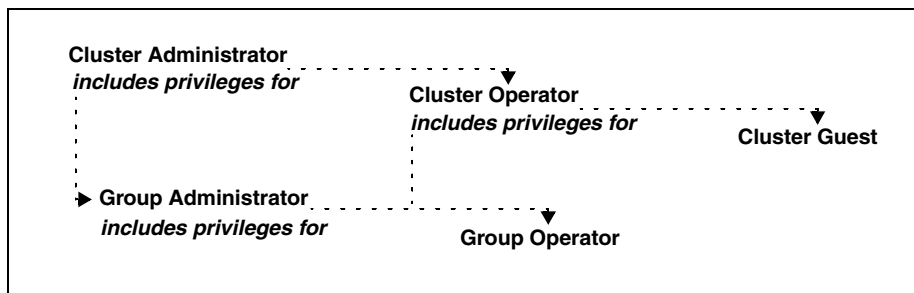 Cluster Administrator
includes privileges for
Cluster Operator
includes privileges for
Cluster Guest
Group Administrator
includes privileges for
Group Operator